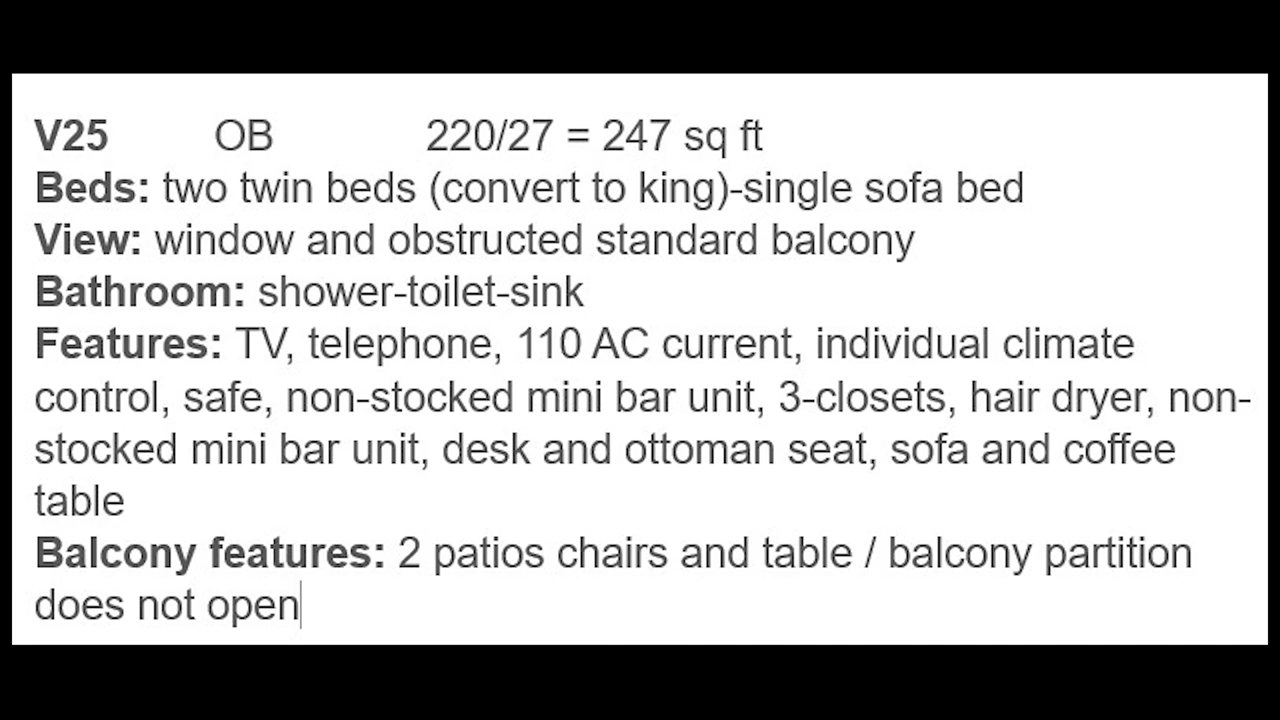 V25 OB 220/27 = 247 sq ft
Beds: two twin beds (convert to king)-single sofa bed
View: window and obstructed standard balcony
Bathroom: shower-toilet-sink
Features: TV, telephone, 110 AC current, individual climate
control, safe, non-stocked mini bar unit, 3-closets, hair dryer, non-
stocked mini bar unit, desk and ottoman seat, sofa and coffee
table
Balcony features: 2 patios chairs and table / balcony partition
does not open